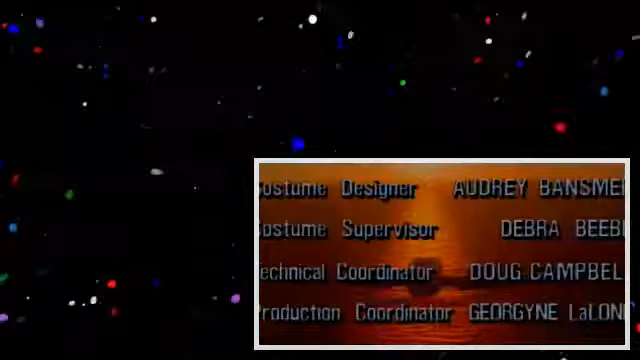 ostume Designer AUDREY BANSME
ostume Supervisor DEBRA BEEB
echnical Coordinator DOUG CAMPBEL
roduction Coordinator GEORGYNE LaLON